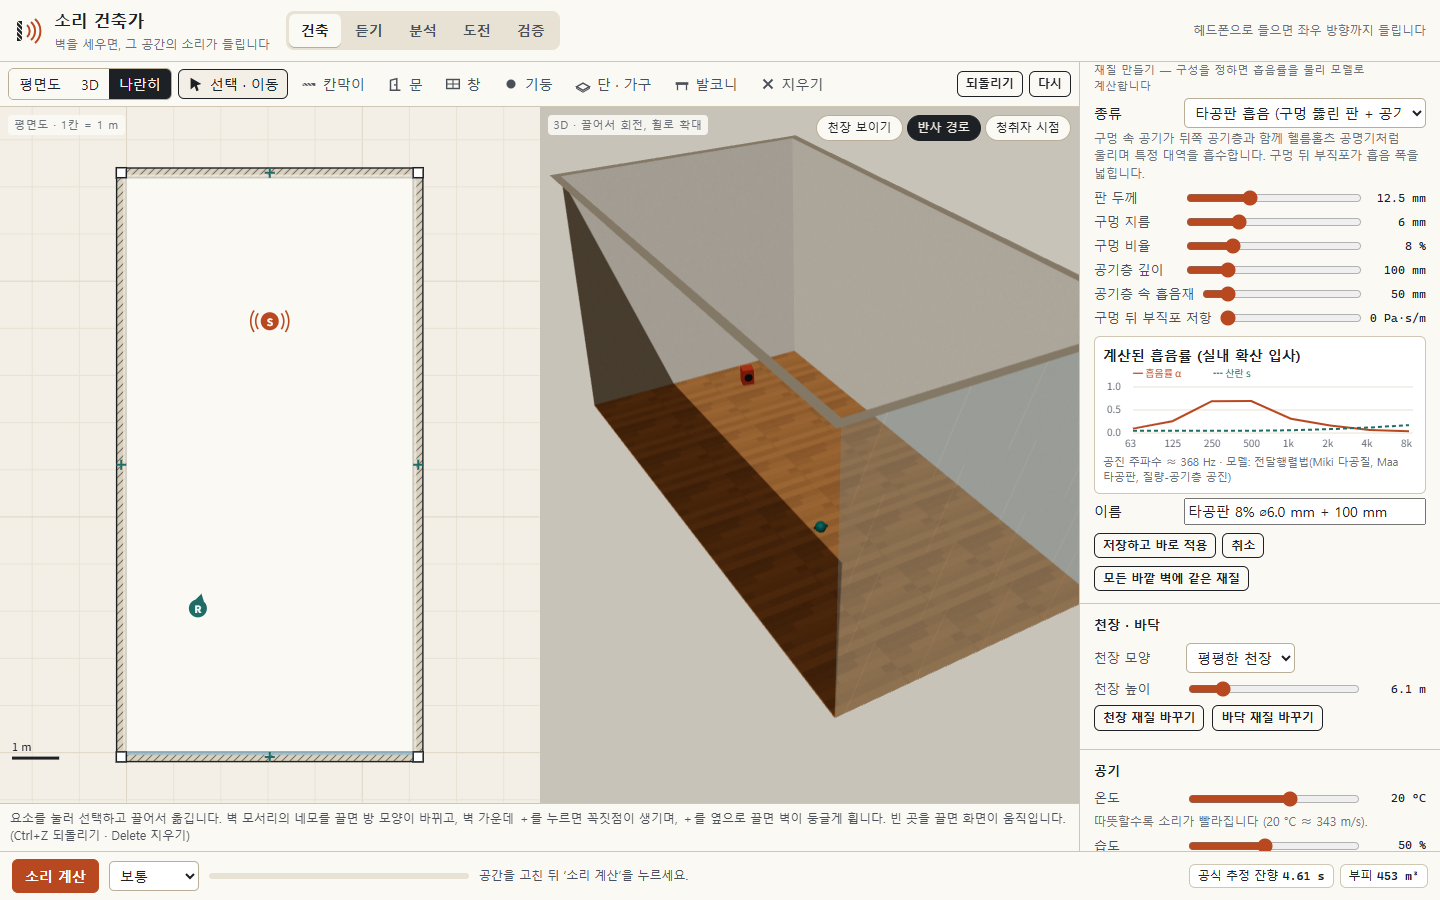 소리 건축가
벽을 세우면, 그 공간의 소리가 들립니다
건축 듣기 분석 도전 검증
헤드폰으로 들으면 좌우 방향까지 들립니다
평면도 3D 나란히 선택 · 이동 칸막이 문 창 기둥 단 · 가구 발코니 지우기 되돌리기 다시
평면도 · 1칸 = 1 m
S
R
1 m
3D · 끌어서 회전, 휠로 확대
천장 보이기 반사 경로 청취자 시점
요소를 눌러 선택하고 끌어서 옮깁니다. 벽 모서리의 네모를 끌면 방 모양이 바뀌고, 벽 가운데 +를 누르면 꼭짓점이 생기며, +를 옆으로 끌면 벽이 둥글게 휩니다. 빈 곳을 끌면 화면이 움직입니다.
(Ctrl+Z 되돌리기 · Delete 지우기)
재질 만들기 — 구성을 정하면 흡음률을 물리 모델로
계산합니다
종류 타공판 흡음 (구멍 뚫린 판 + 공기
구멍 속 공기가 뒤쪽 공기층과 함께 헬름홀츠 공명기처럼
울리며 특정 대역을 흡수합니다. 구멍 뒤 부직포가 흡음 폭을
넓힙니다.
판 두께 12.5 mm
구멍 지름 6 mm
구멍 비율 8 %
공기층 깊이 100 mm
공기층 속 흡음재 50 mm
구멍 뒤 부직포 저항 0 Pa·s/m
계산된 흡음률 (실내 확산 입사)
흡음률 α 산란 s
1.0
0.5
0.0
63 125 250 500 1k 2k 4k 8k
공진 주파수 ≈ 368 Hz · 모델: 전달행렬법(Miki 다공질, Maa
타공판, 질량-공기층 공진)
이름 타공판 8% ⌀6.0 mm + 100 mm
저장하고 바로 적용 취소
모든 바깥 벽에 같은 재질
천장 · 바닥
천장 모양 평평한 천장
천장 높이 6.1 m
천장 재질 바꾸기 바닥 재질 바꾸기
공기
온도 20 °C
따뜻할수록 소리가 빨라집니다 (20 °C ≈ 343 m/s).
습도 50 %
소리 계산 보통 공간을 고친 뒤 ‘소리 계산’을 누르세요.
공식 추정 잔향 4.61 s 부피 453 m³